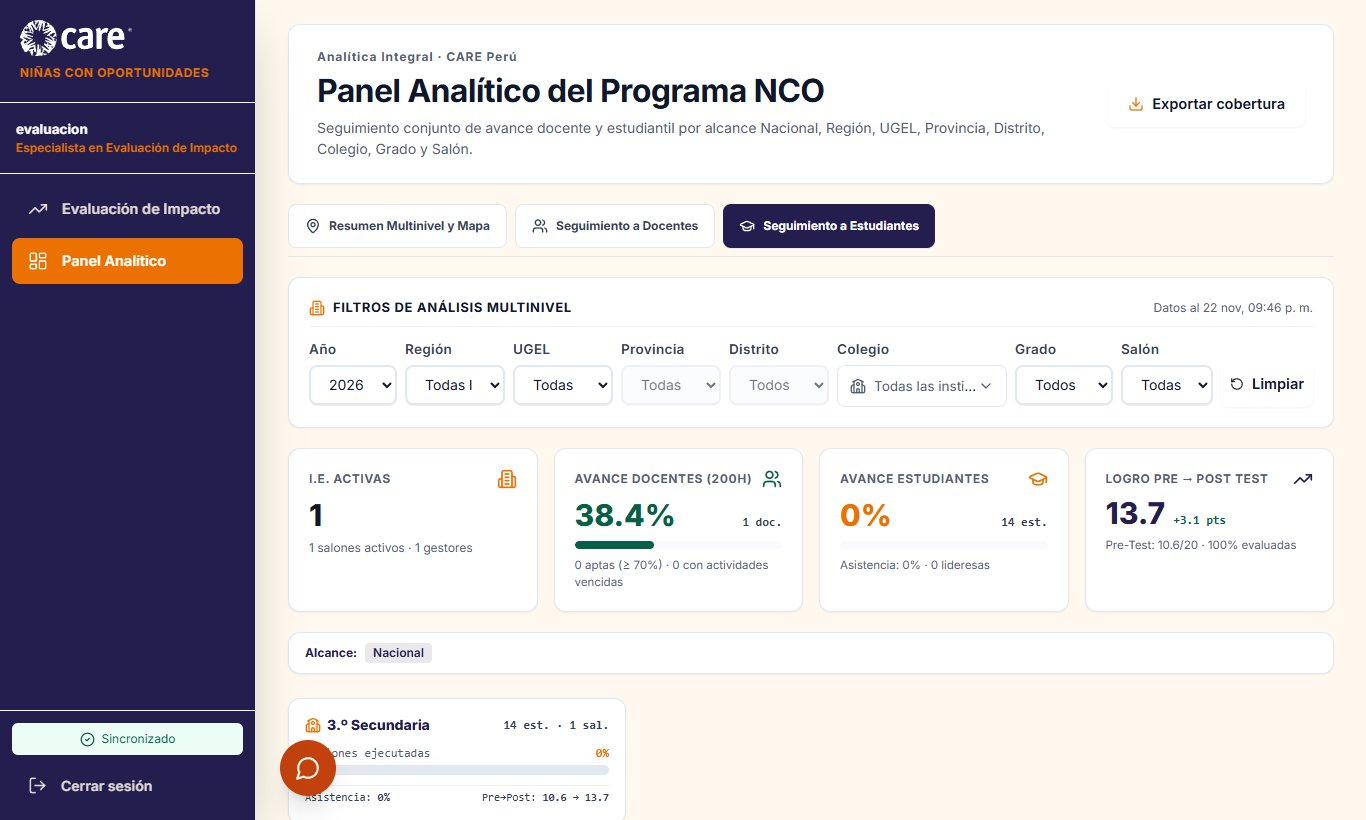 care
NIÑAS CON OPORTUNIDADES
evaluacion
Especialista en Evaluación de Impacto
Evaluación de Impacto
Panel Analítico
Sincronizado
Cerrar sesión
Analítica Integral · CARE Perú
Panel Analítico del Programa NCO
Seguimiento conjunto de avance docente y estudiantil por alcance Nacional, Región, UGEL, Provincia, Distrito,
Colegio, Grado y Salón.
Exportar cobertura
Resumen Multinivel y Mapa
Seguimiento a Docentes
Seguimiento a Estudiantes
FILTROS DE ANÁLISIS MULTINIVEL
Datos al 22 nov, 09:46 p. m.
Año Región UGEL Provincia Distrito Colegio Grado Salón
2026 Todas l Todas Todas Todos Todas las insti... Todos Todas Limpiar
I.E. ACTIVAS
1
1 salones activos · 1 gestores
AVANCE DOCENTES (200H)
38.4% 1 doc.
0 aptas (≥ 70%) · 0 con actividades
vencidas
AVANCE ESTUDIANTES
0% 14 est.
Asistencia: 0% · 0 lideresas
LOGRO PRE → POST TEST
13.7 +3.1 pts
Pre-Test: 10.6/20 · 100% evaluadas
Alcance: Nacional
3.º Secundaria 14 est. · 1 sal.
ones ejecutadas 0%
Asistencia: 0% Pre→Post: 10.6 → 13.7